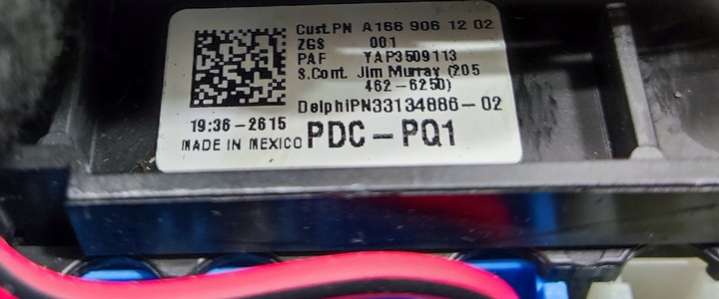 Cust.PN A166 906 12 02
ZGS 001
PAF YAP3509113
S.Cont. Jim Murray (205
462-6250)
DelphiPN33134886-02
19:36-2615
MADE IN MEXICO PDC-PQ1